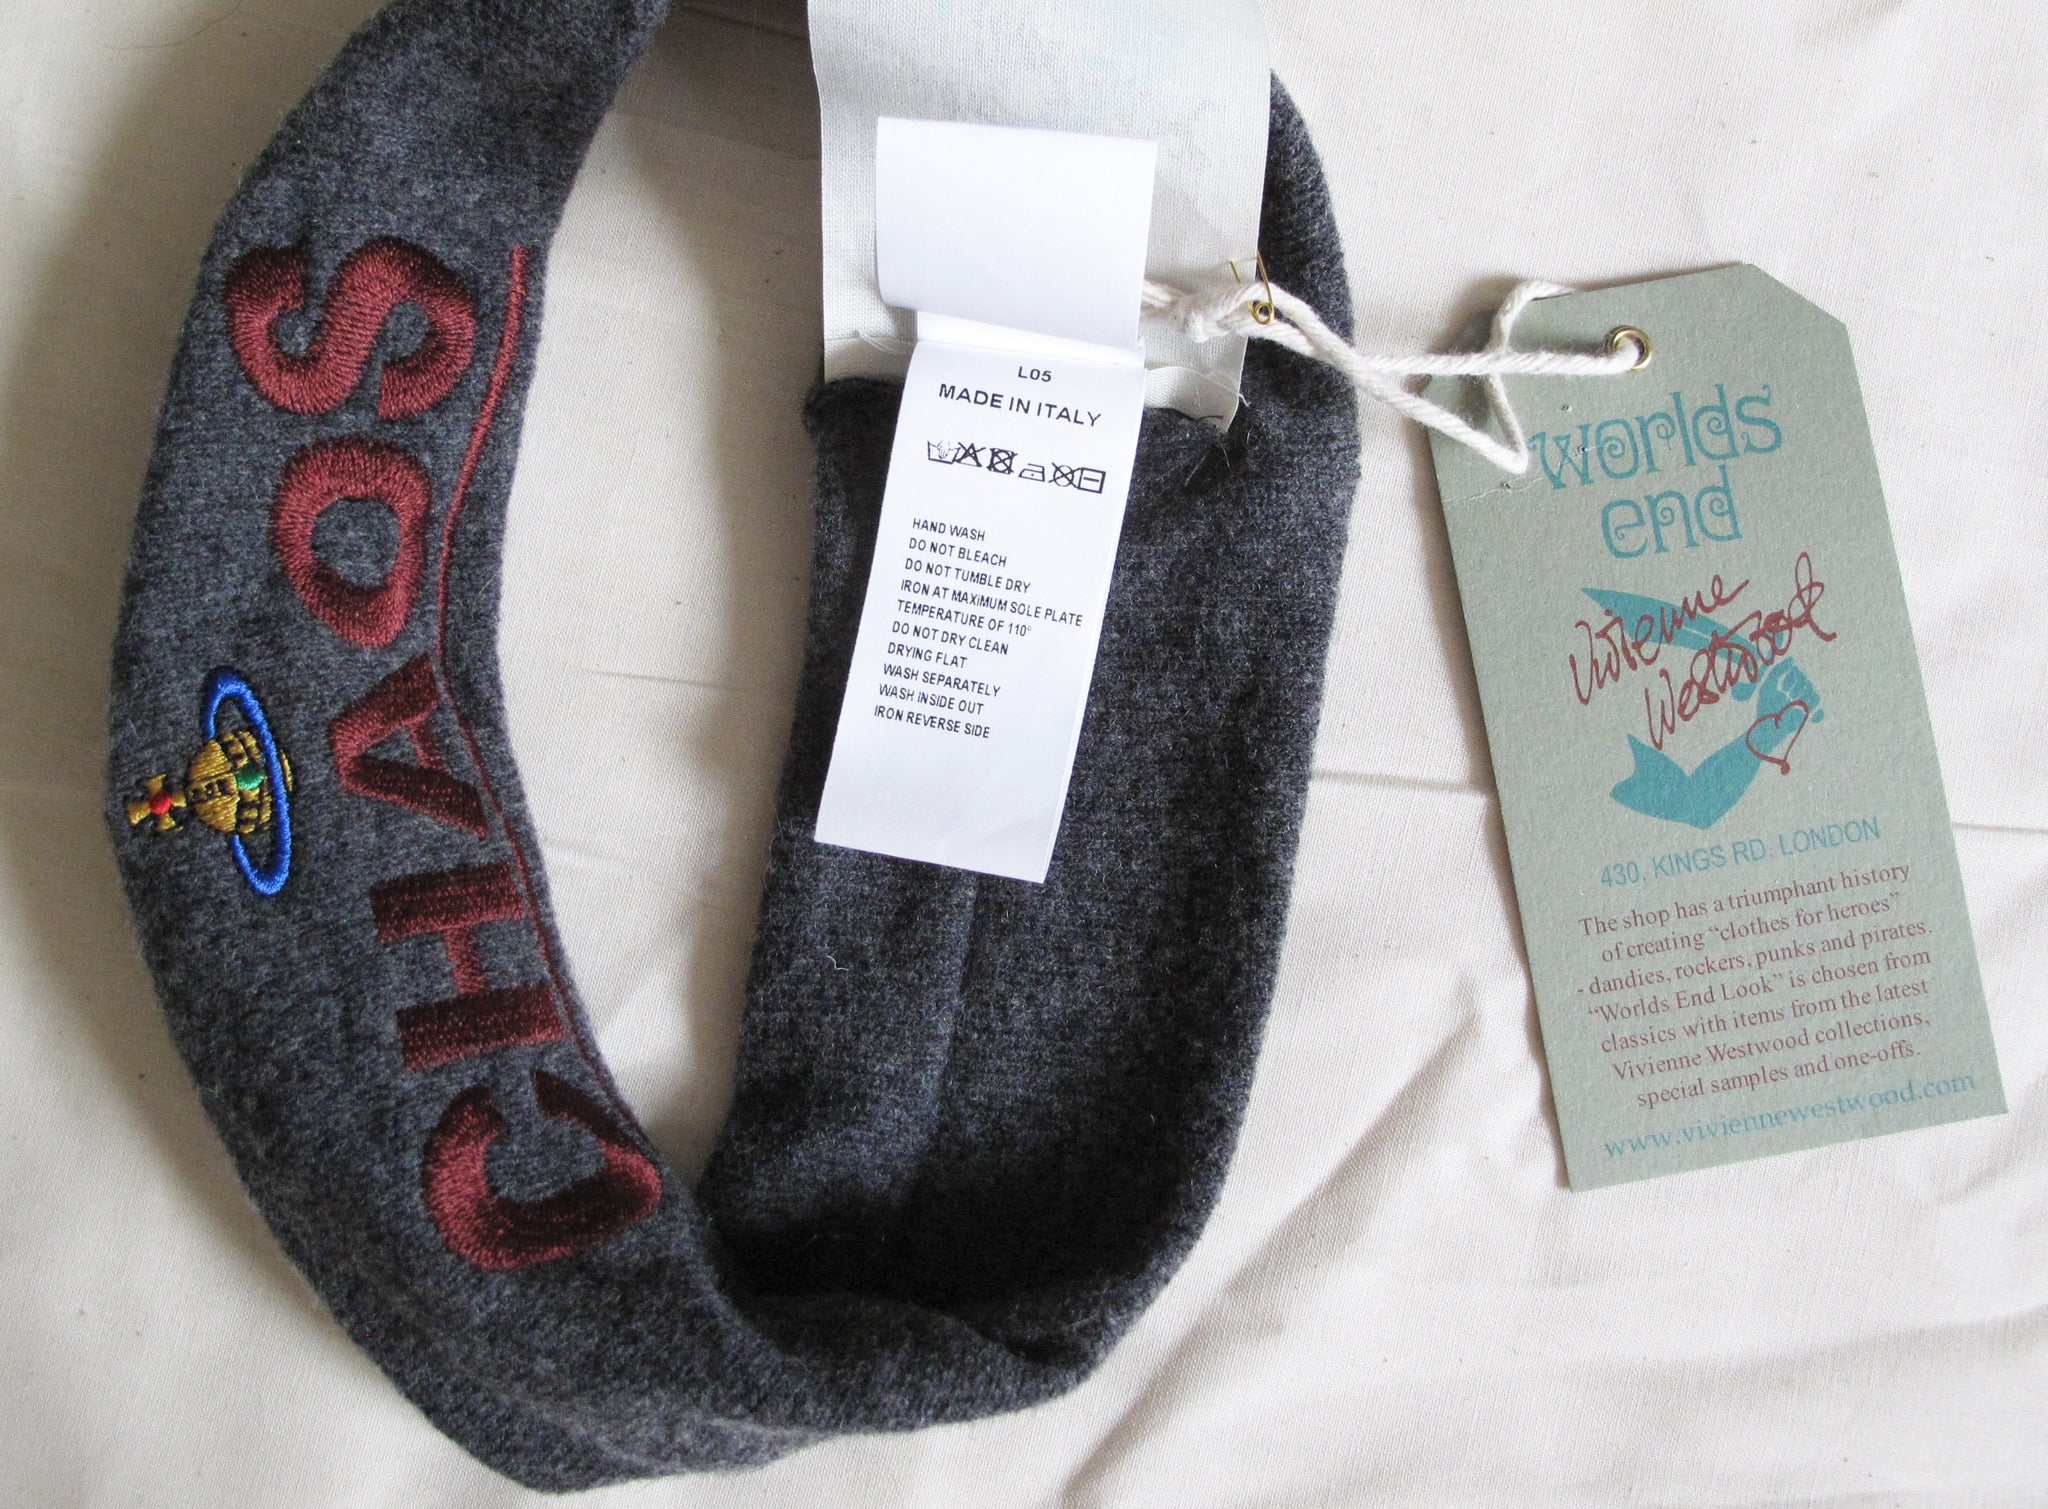 CHAOS
L05
MADE IN ITALY
HAND WASH
DO NOT BLEACH
DO NOT TUMBLE DRY
IRON AT MAXIMUM SOLE PLATE
TEMPERATURE OF 110°
DO NOT DRY CLEAN
DRYING FLAT
WASH SEPARATELY
WASH INSIDE OUT
IRON REVERSE SIDE
worlds
end
Vivienne
Westwood
430, KINGS RD. LONDON
The shop has a triumphant history
of creating “clothes for heroes”
- dandies, rockers, punks and pirates.
“Worlds End Look” is chosen from
classics with items from the latest
Vivienne Westwood collections,
special samples and one-offs.
www.viviennewestwood.com